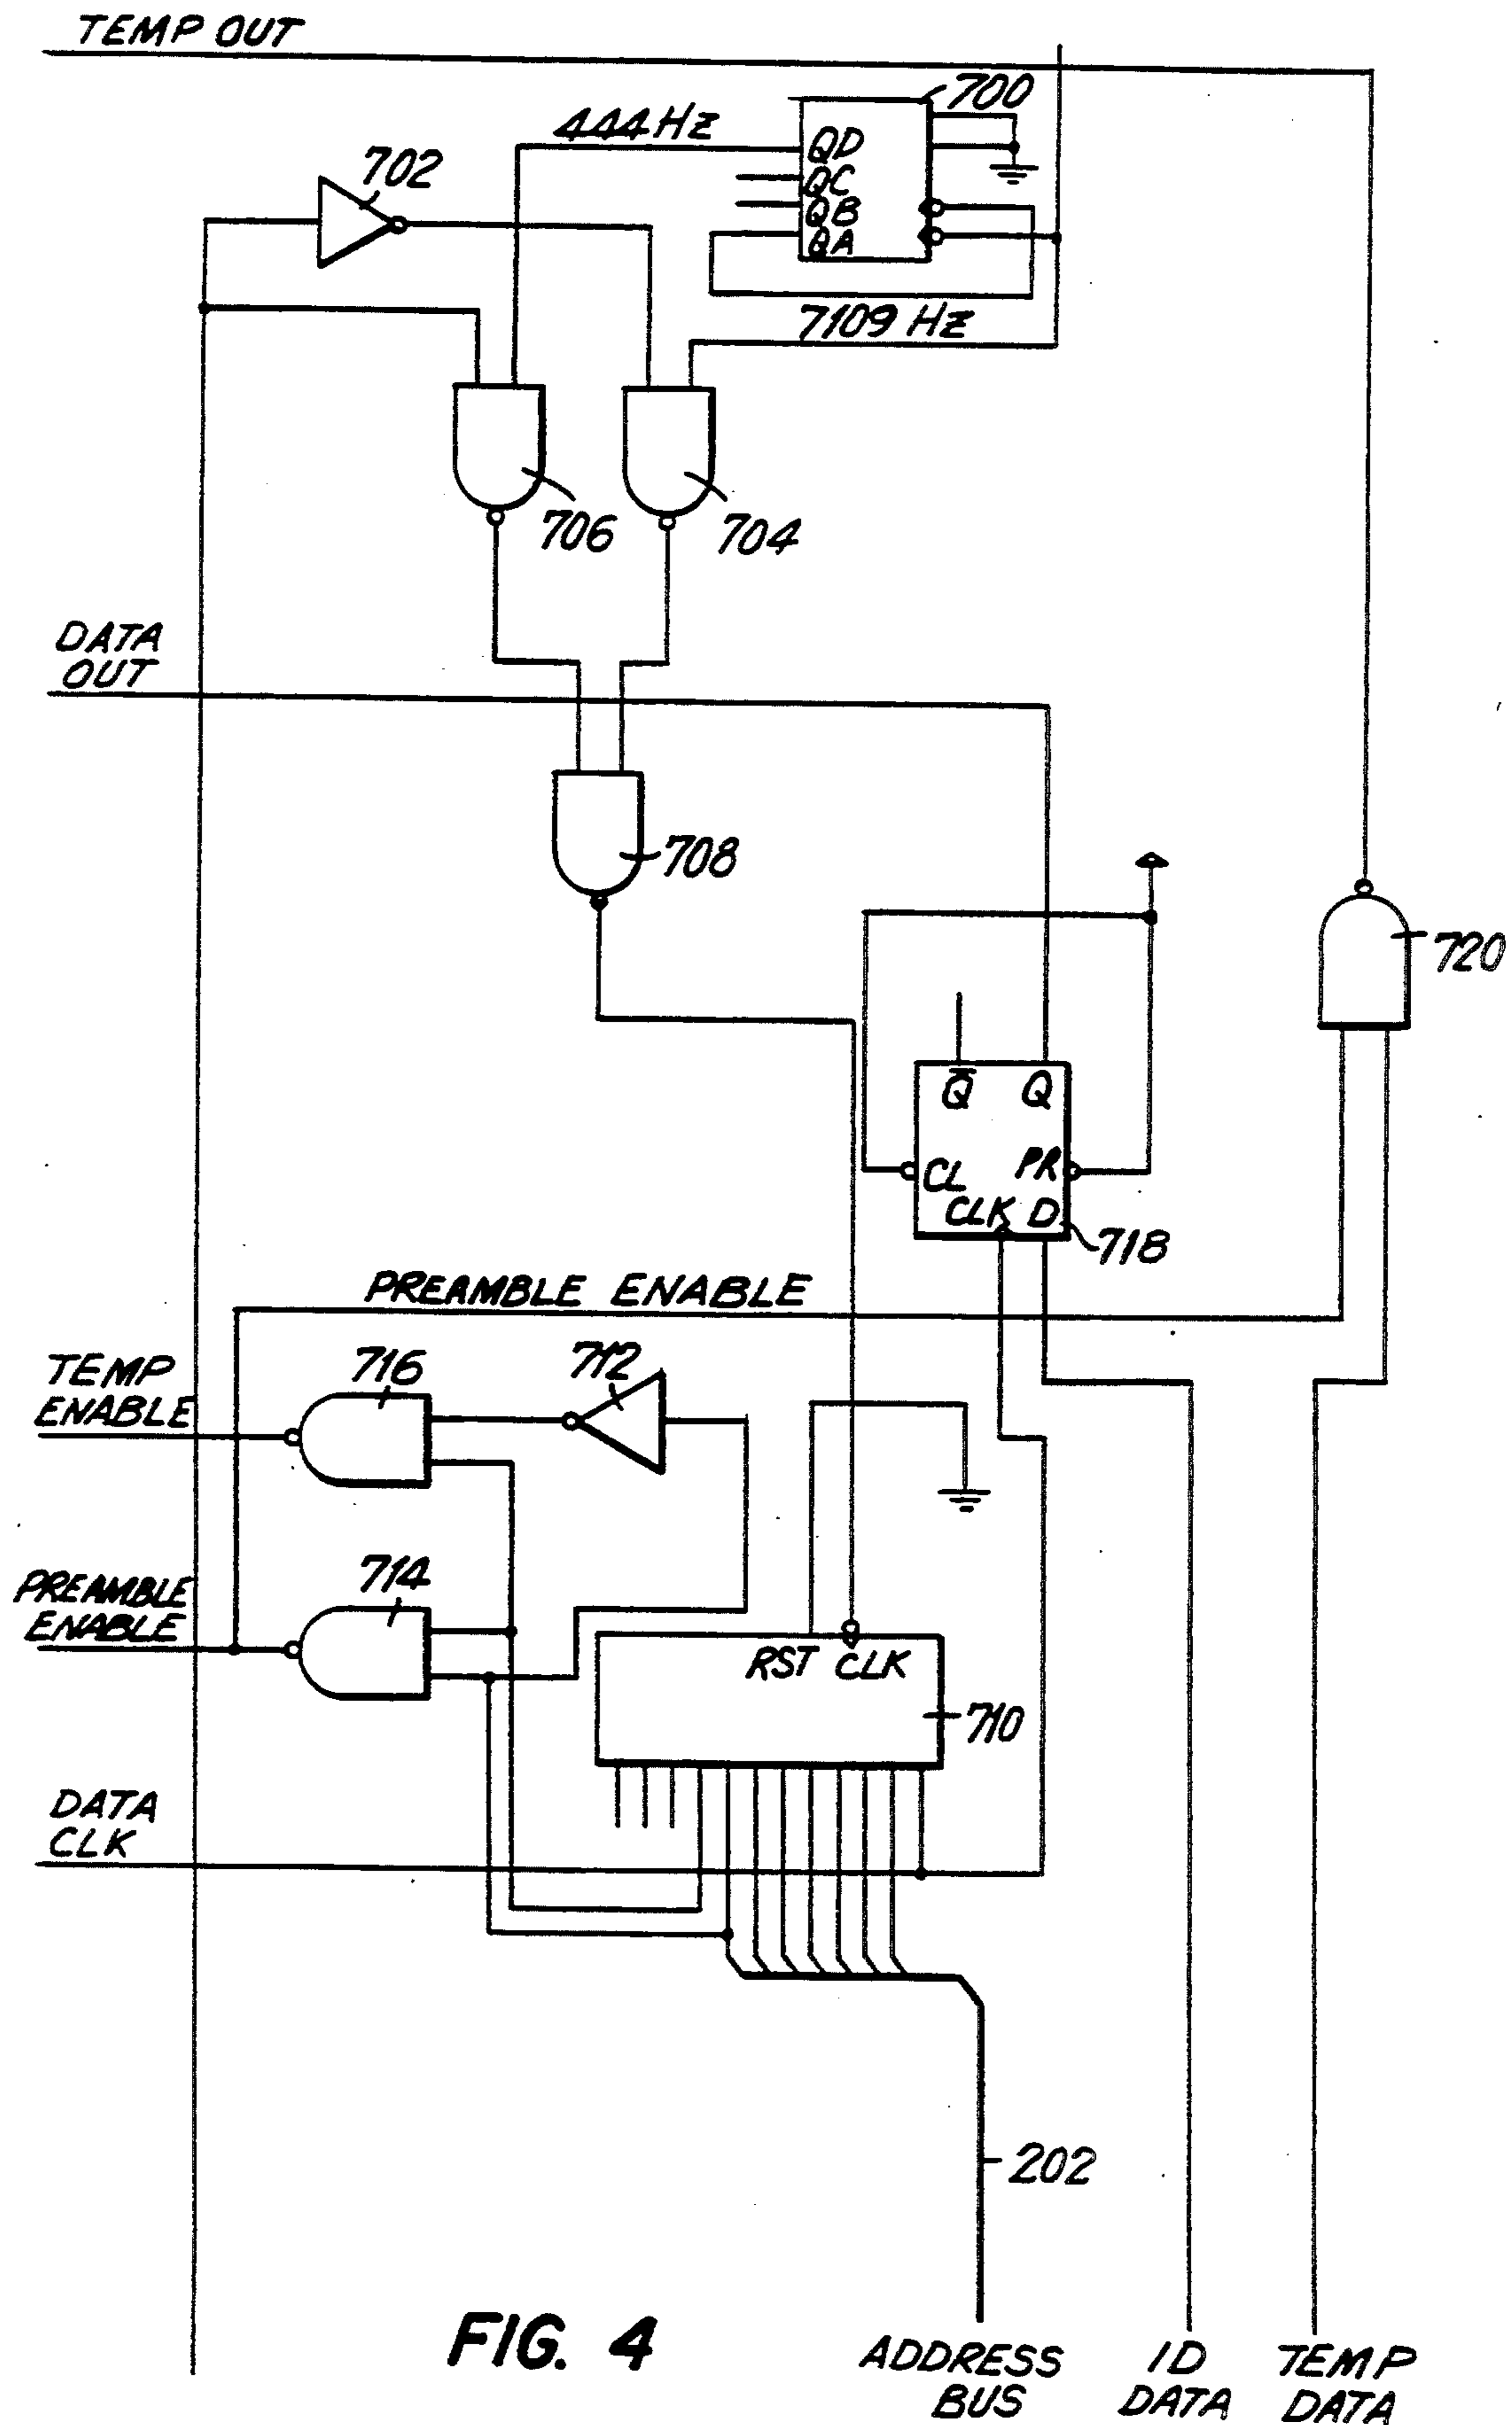 TEMP OUT
700
444 Hz
702
QD
QC
QB
QA
7109 Hz
706
704
DATA
OUT
708
720
Q̅ Q
CL PR
CLK D
718
PREAMBLE ENABLE
TEMP
ENABLE
716
712
PREAMBLE
ENABLE
714
RST CLK
710
DATA
CLK
202
FIG. 4
ADDRESS
BUS
ID
DATA
TEMP
DATA